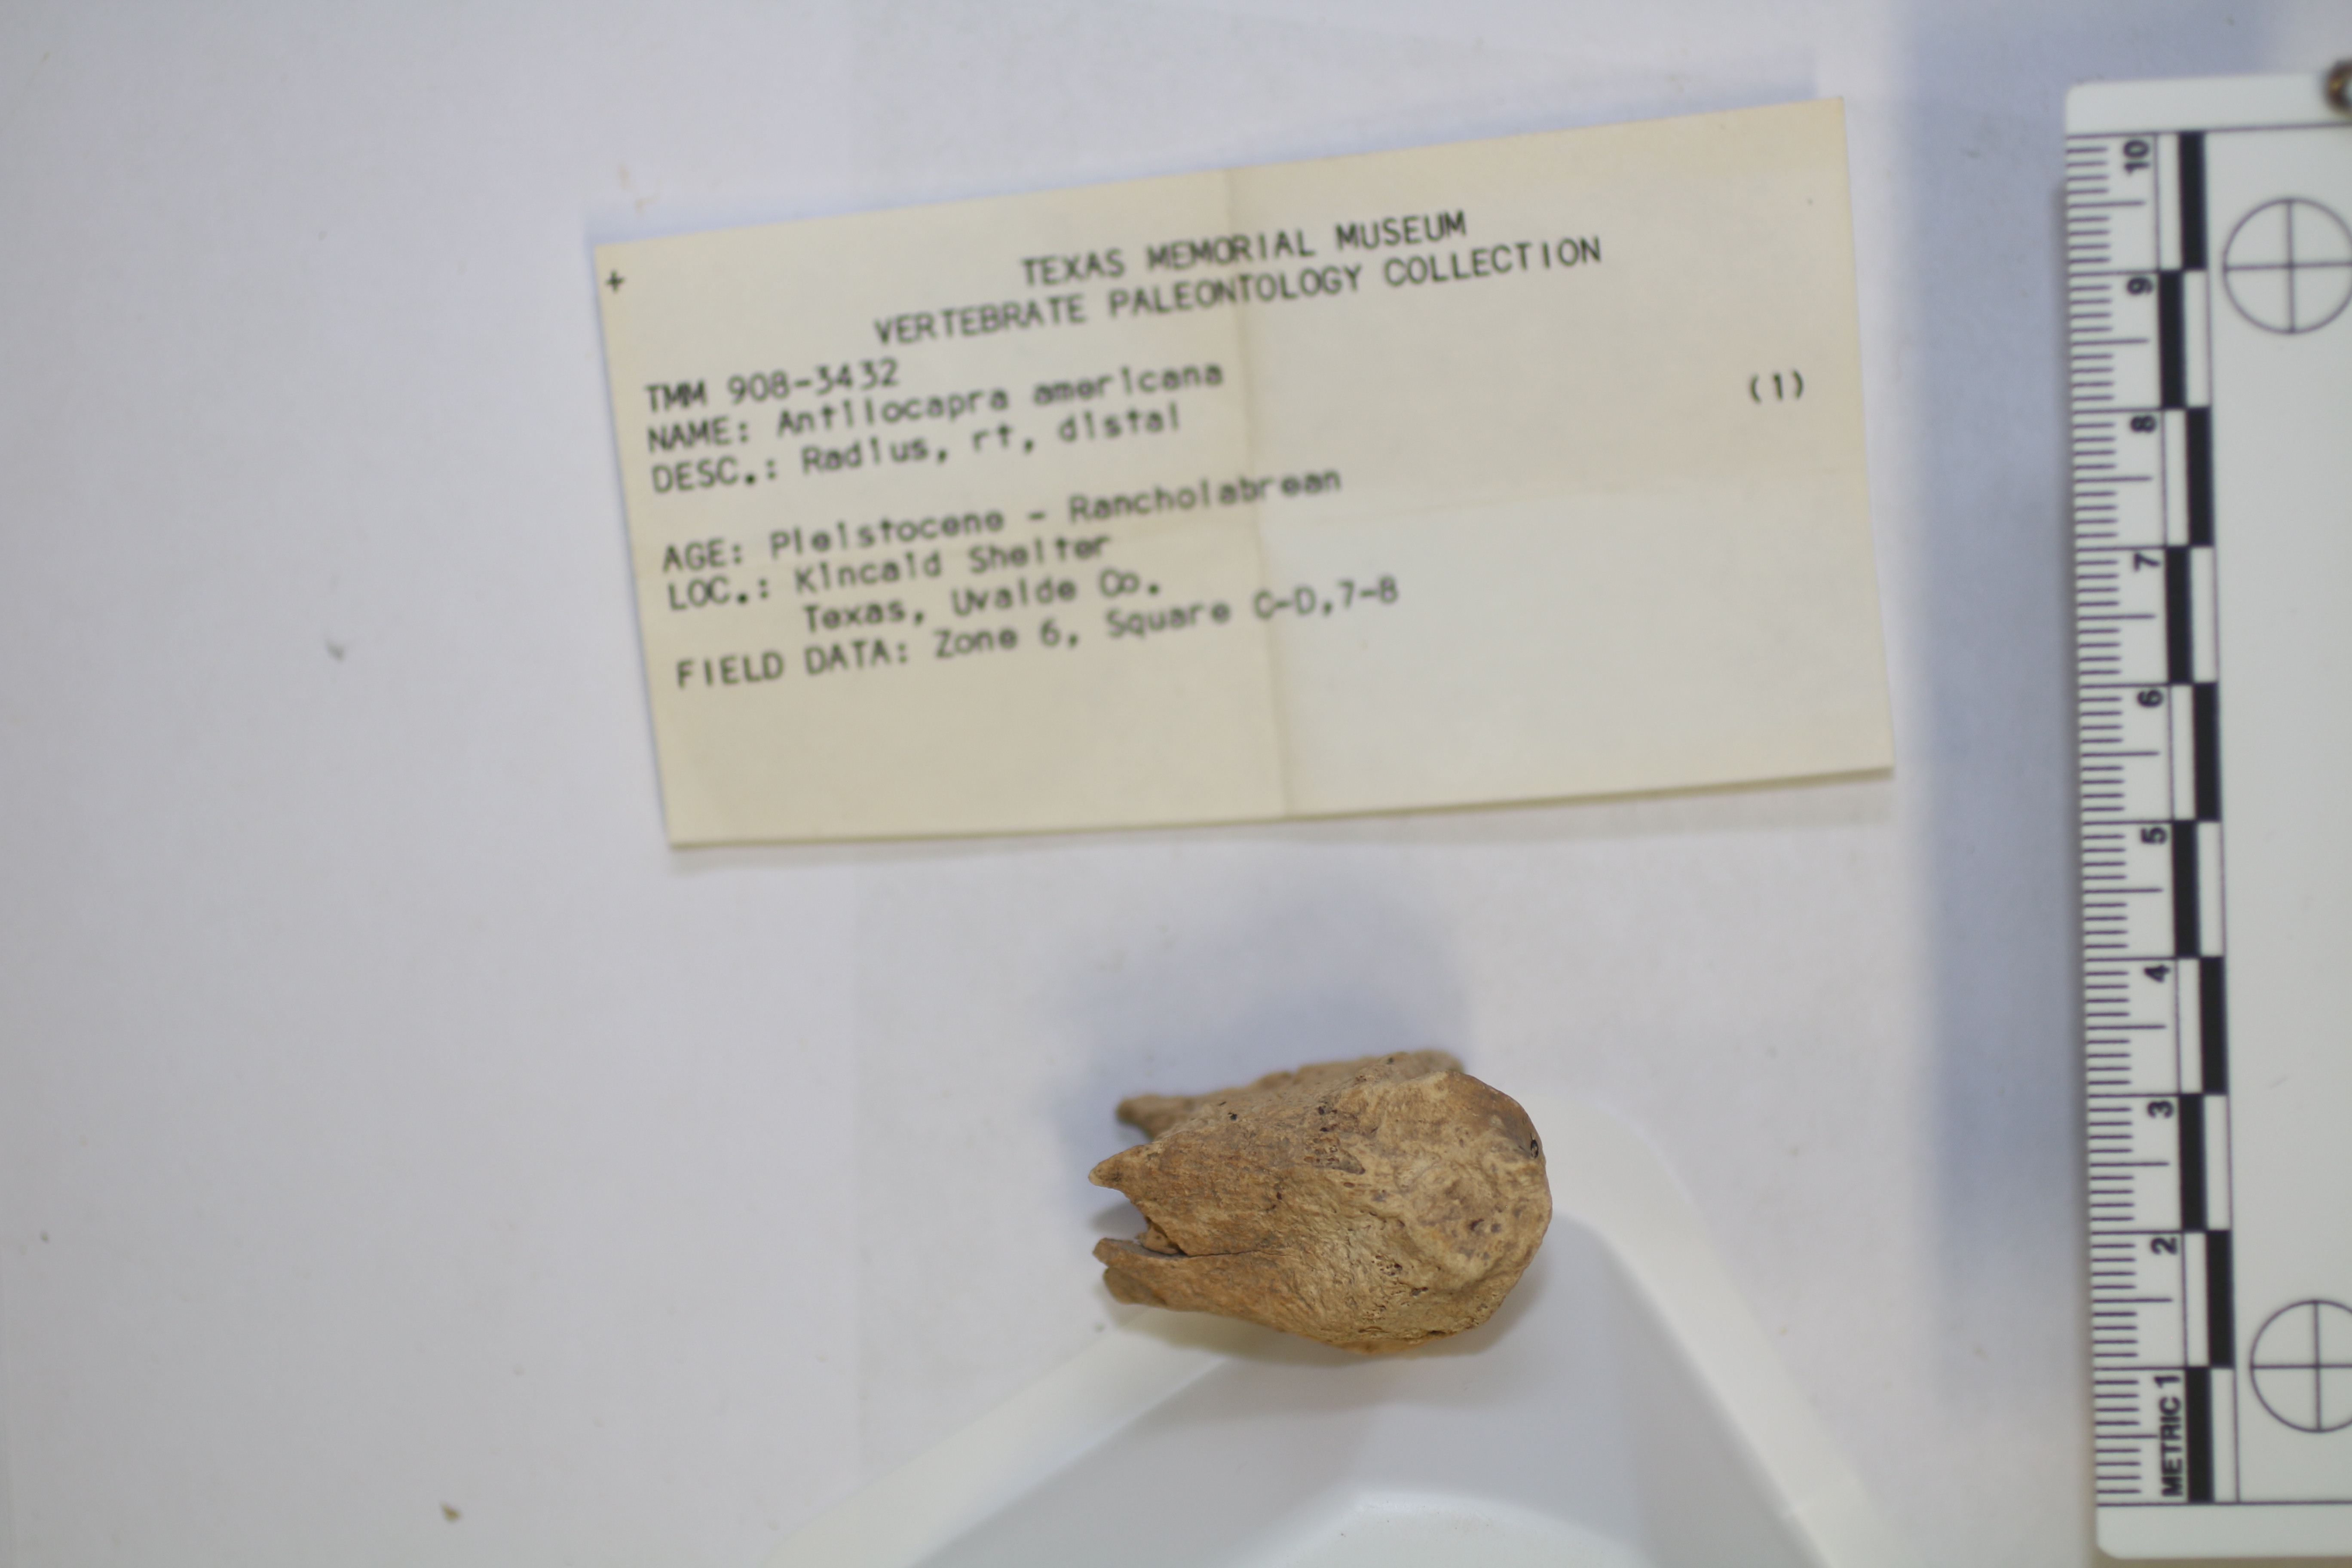 +
TEXAS MEMORIAL MUSEUM
VERTEBRATE PALEONTOLOGY COLLECTION
TMM 908-3432
NAME: Antilocapra americana (1)
DESC.: Radius, rt, distal
AGE: Pleistocene - Rancholabrean
LOC.: Kincaid Shelter
Texas, Uvalde Co.
FIELD DATA: Zone 6, Square C-D,7-8
10
9
8
7
6
5
4
3
2
METRIC 1